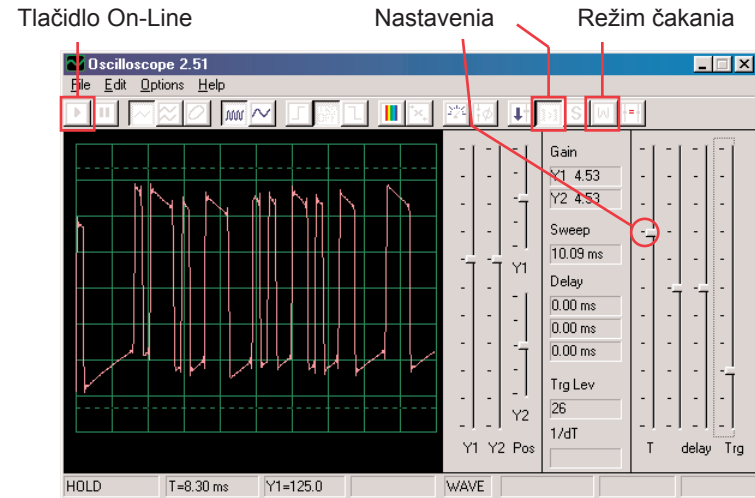 Tlačidlo On-Line Nastavenia Režim čakania
Oscilloscope 2.51
File Edit Options Help
1:1 S W
Gain
Y1 4.53
Y2 4.53
Sweep
10.09 ms
Y1
Delay
0.00 ms
0.00 ms
0.00 ms
Trg Lev
26
Y2
1/dT
Y1 Y2 Pos T delay Trg
HOLD T=8.30 ms Y1=125.0 WAVE